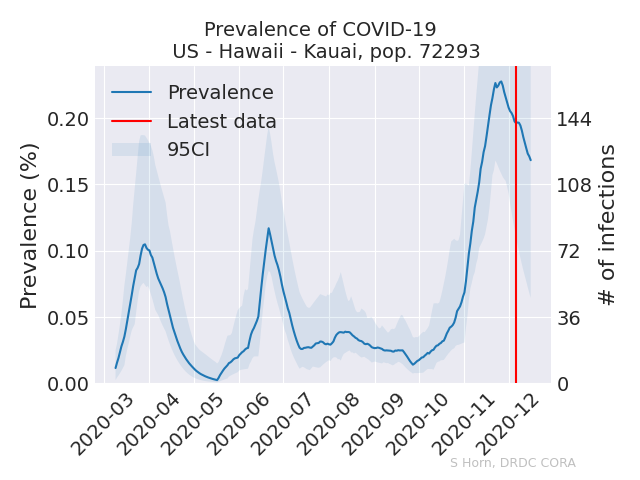 Prevalence of COVID-19
US - Hawaii - Kauai, pop. 72293
Prevalence
Latest data
95CI
Prevalence (%)
0.20
0.15
0.10
0.05
0.00
# of infections
144
108
72
36
0
2020-03
2020-04
2020-05
2020-06
2020-07
2020-08
2020-09
2020-10
2020-11
2020-12
S Horn, DRDC CORA